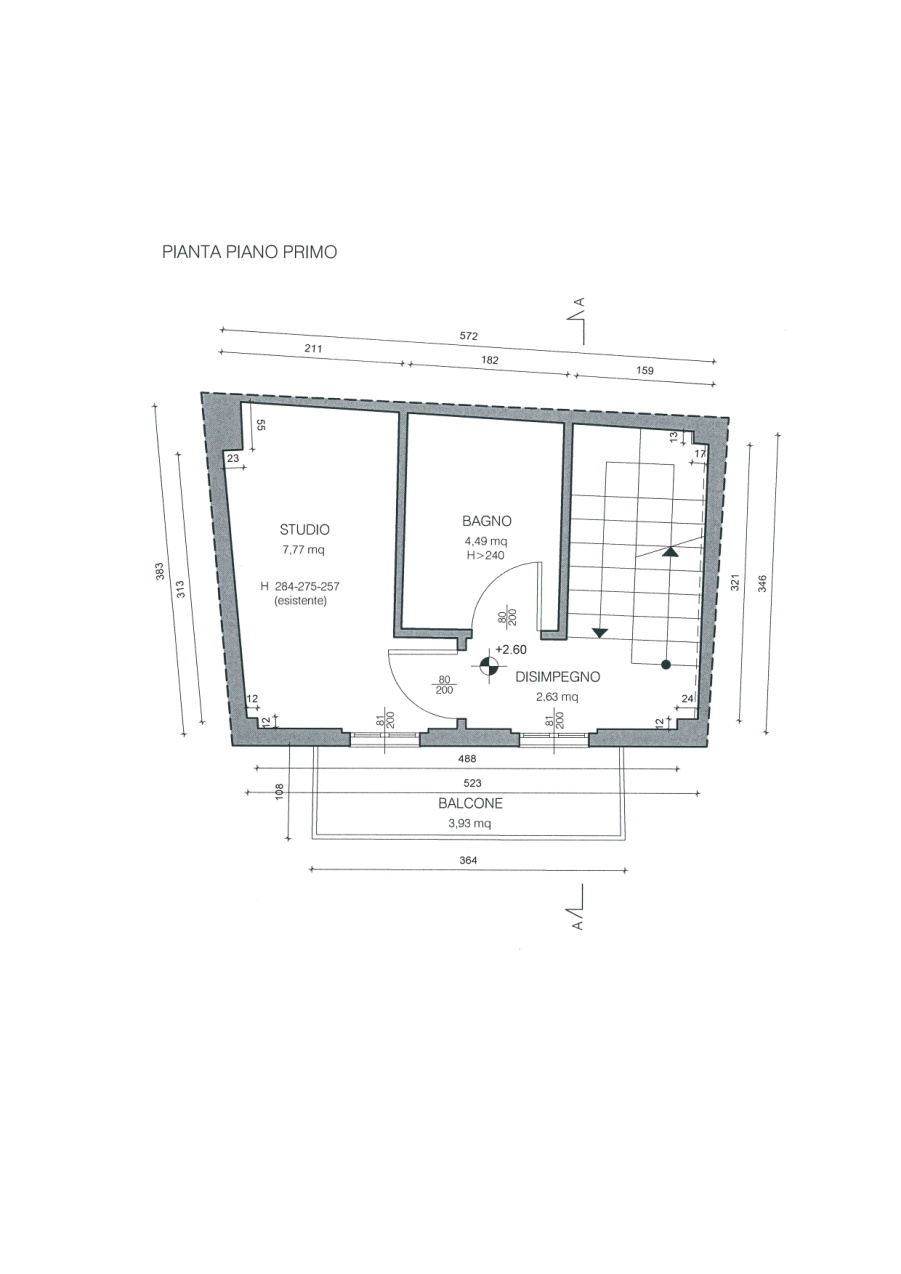 PIANTA PIANO PRIMO
A
572
211
182
159
55
23
13
17
STUDIO
7,77 mq
H 284-275-257
(esistente)
BAGNO
4,49 mq
H>240
383
313
321
346
80
200
+2.60
80
200
DISIMPEGNO
2,63 mq
12
12
81
200
81
200
24
12
488
108
523
BALCONE
3,93 mq
364
A